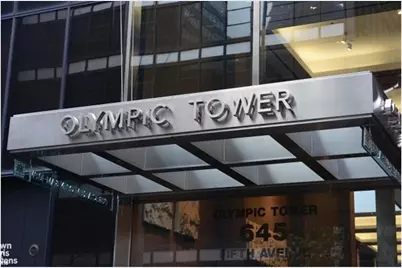 OLYMPIC TOWER
OLYMPIC TOWER
645
FIFTH AVENUE